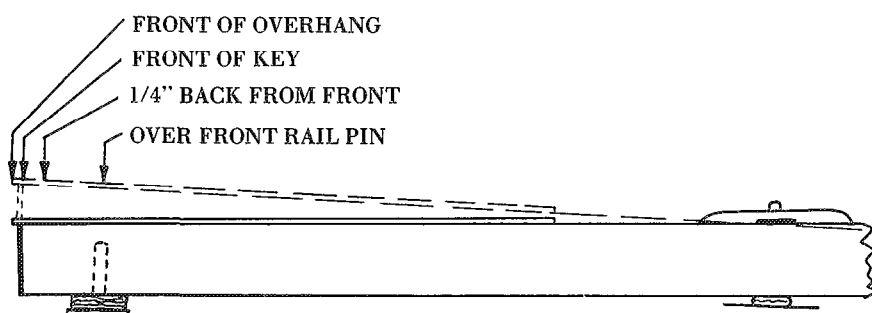 FRONT OF OVERHANG
FRONT OF KEY
1/4” BACK FROM FRONT
OVER FRONT RAIL PIN